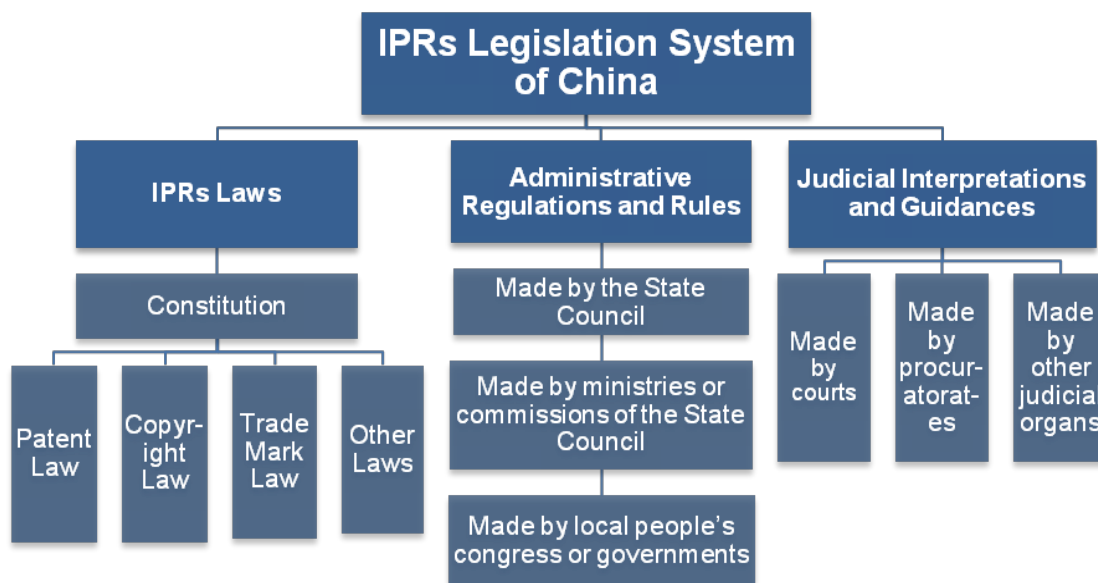 IPRs Legislation System
of China
IPRs Laws
Administrative
Regulations and Rules
Judicial Interpretations
and Guidances
Constitution
Patent
Law
Copyr-
ight
Law
Trade
Mark
Law
Other
Laws
Made by the State
Council
Made by ministries or
commissions of the State
Council
Made by local people's
congress or governments
Made
by
courts
Made
by
procur-
atorat-
es
Made
by
other
judicial
organs